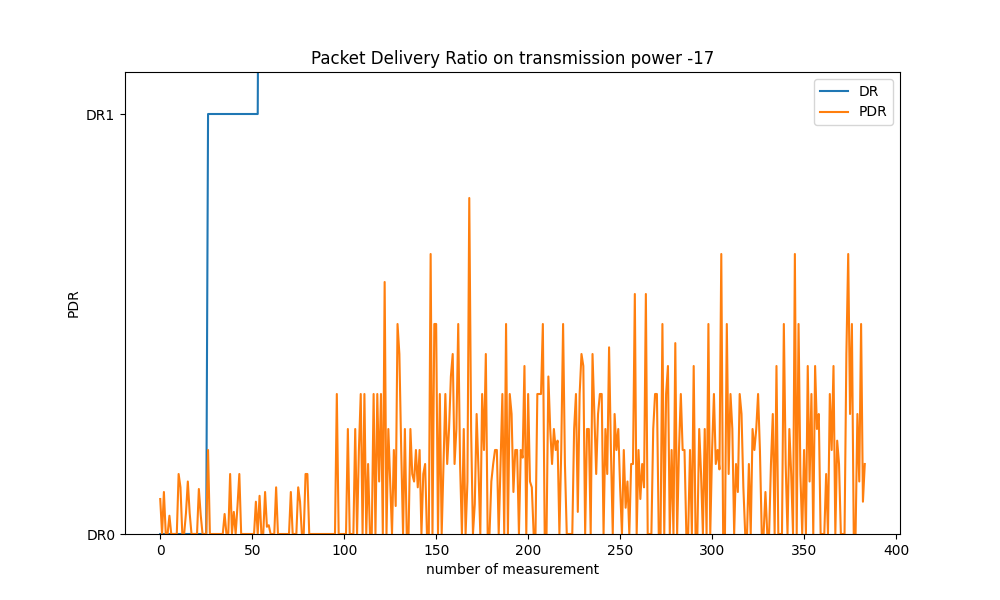 Packet Delivery Ratio on transmission power -17
DR
PDR
DR1
PDR
DR0
0 50 100 150 200 250 300 350 400
number of measurement